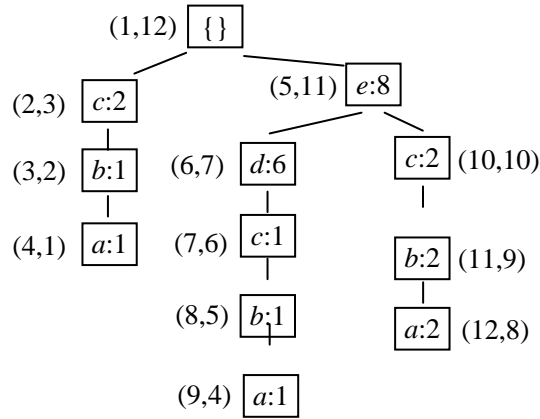 (1,12) {}
(2,3) c:2 (5,11) e:8
(3,2) b:1 (6,7) d:6 c:2 (10,10)
(4,1) a:1 (7,6) c:1
b:2 (11,9)
(8,5) b:1 a:2 (12,8)
(9,4) a:1